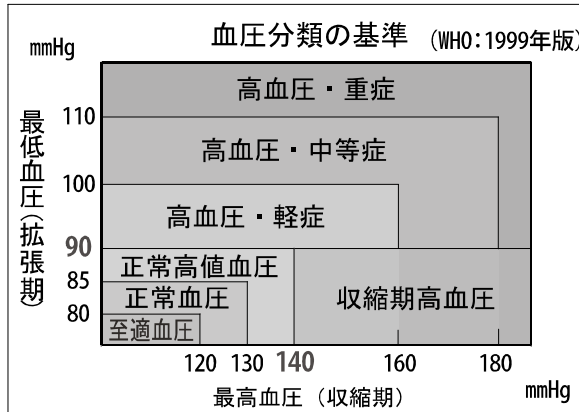 血圧分類の基準 (WHO:1999年版)
mmHg
最低血圧(拡張期)
110
100
90
85
80
高血圧・重症
高血圧・中等症
高血圧・軽症
正常高値血圧
正常血圧
至適血圧
収縮期高血圧
120 130 140 160 180
最高血圧(収縮期)
mmHg